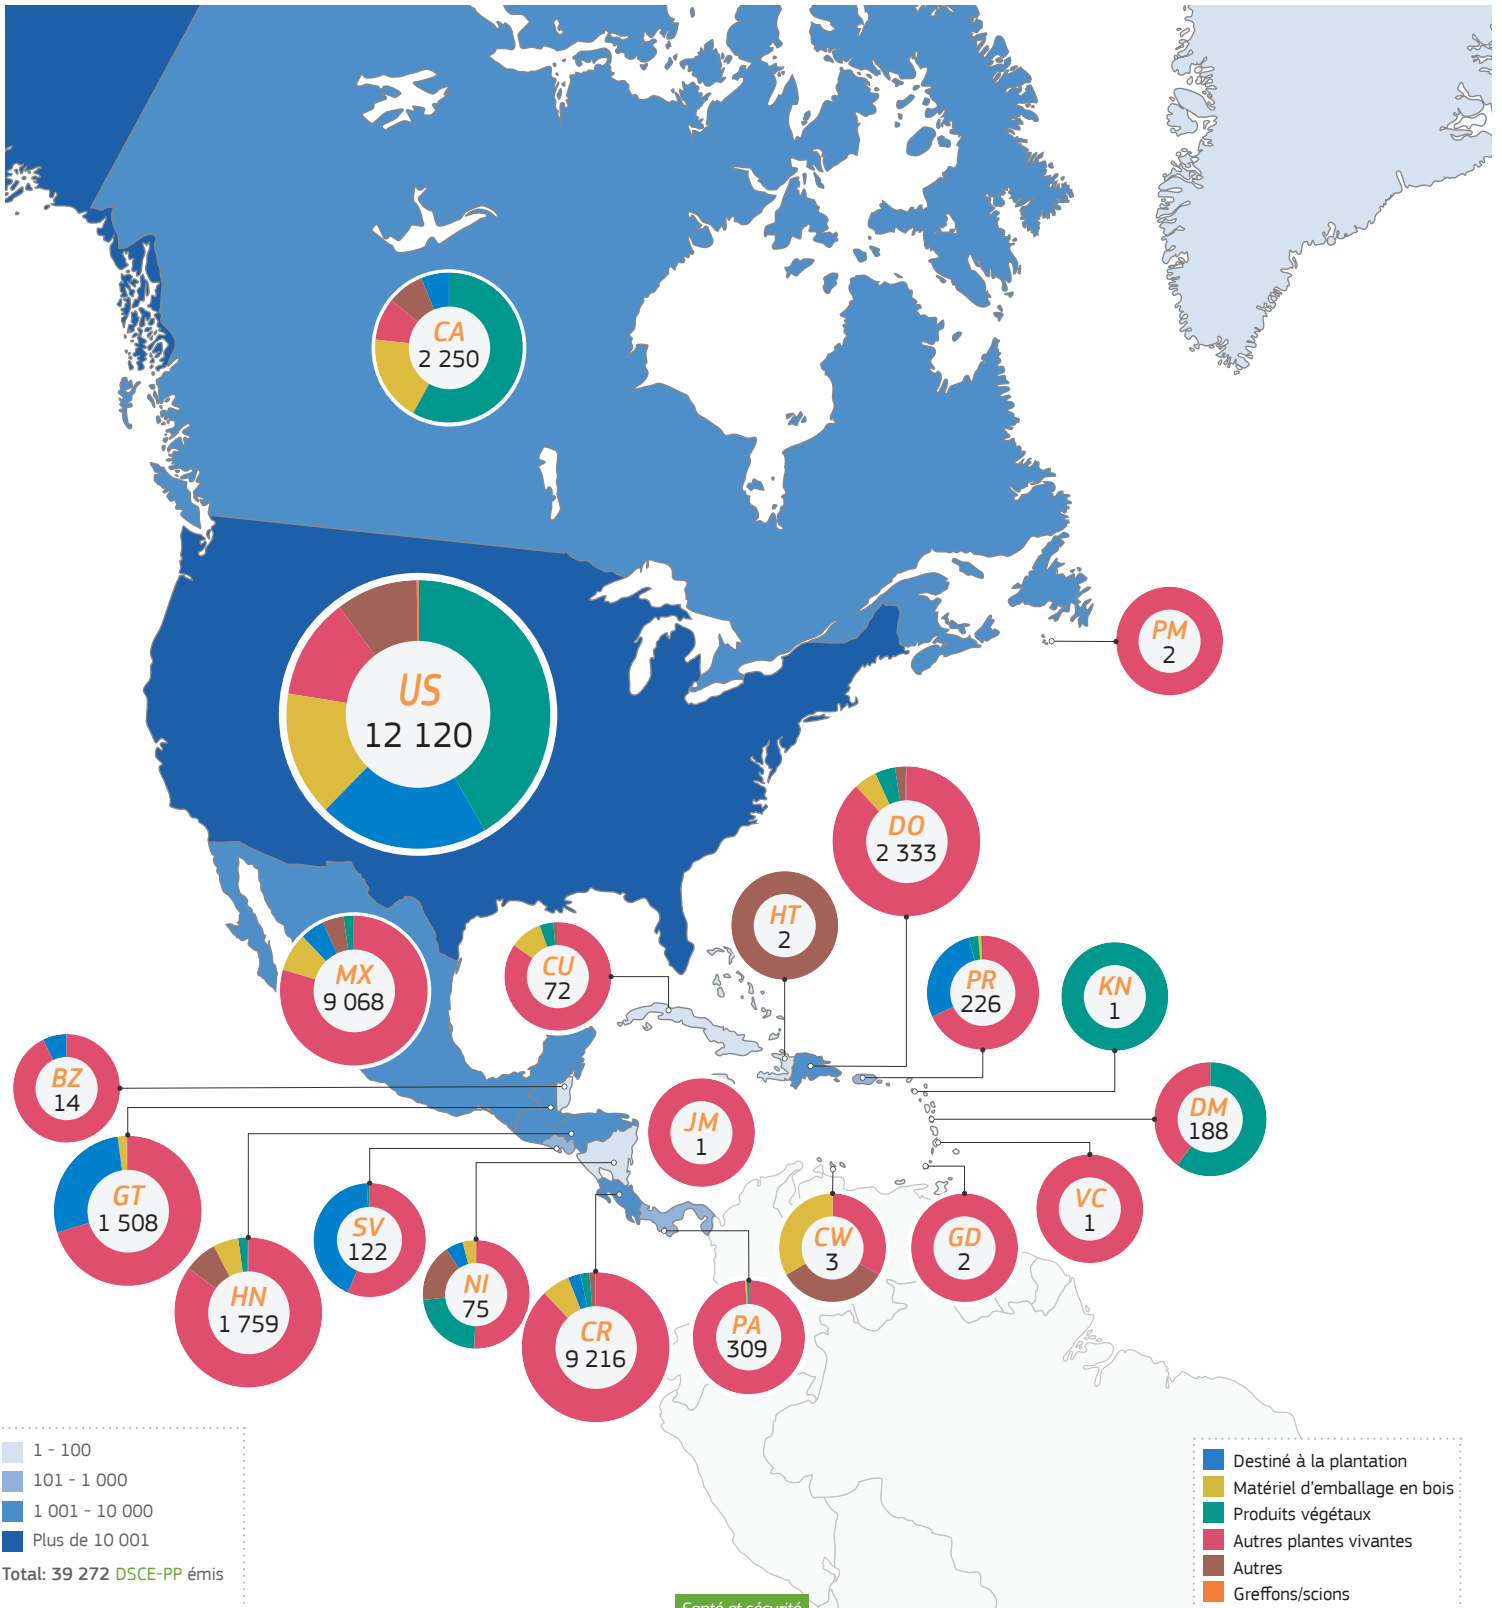 CA
2 250
US
12 120
PM
2
DO
2 333
HT
2
MX
9 068
CU
72
PR
226
KN
1
BZ
14
JM
1
DM
188
GT
1 508
SV
122
VC
1
NI
75
CW
3
GD
2
HN
1 759
CR
9 216
PA
309
1 - 100
101 - 1 000
1 001 - 10 000
Plus de 10 001
Total: 39 272 DSCE-PP émis
Destiné à la plantation
Matériel d'emballage en bois
Produits végétaux
Autres plantes vivantes
Autres
Greffons/scions
Santé et sécurité